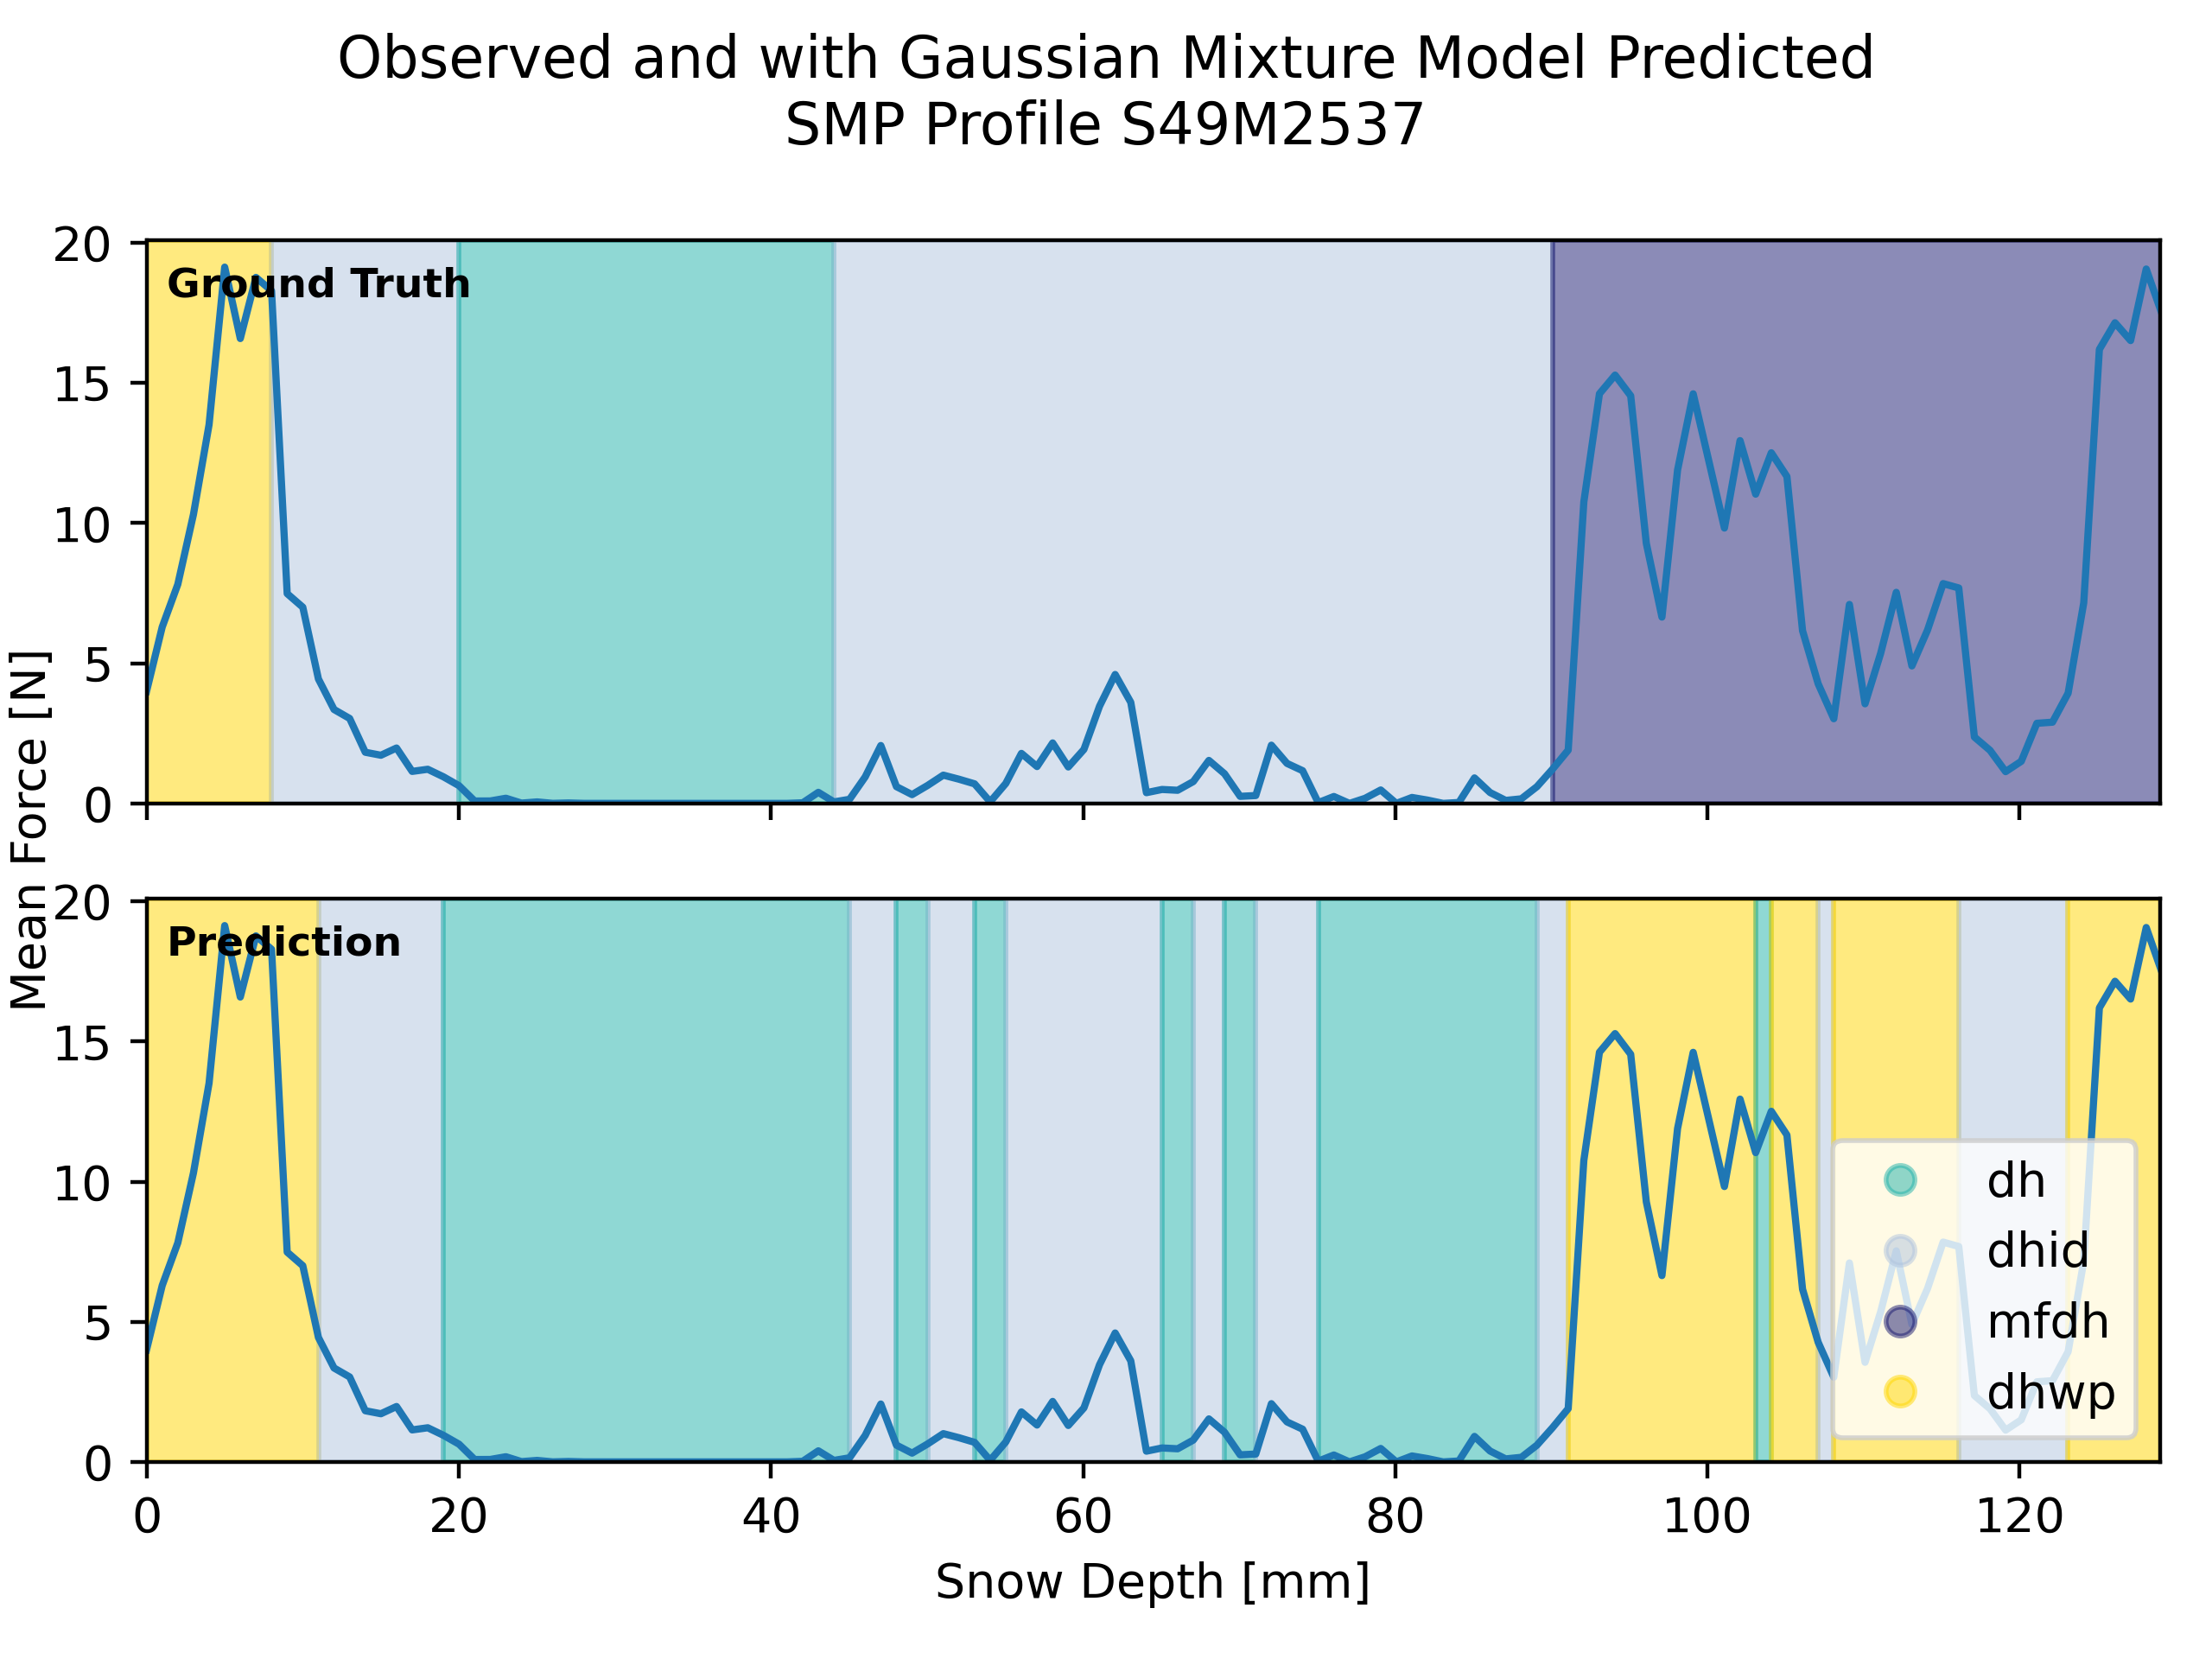 Observed and with Gaussian Mixture Model Predicted
SMP Profile S49M2537
20
15
10
5
0
Ground Truth
Mean Force [N]
20
15
10
5
0
Prediction
dh
dhid
mfdh
dhwp
0 20 40 60 80 100 120
Snow Depth [mm]